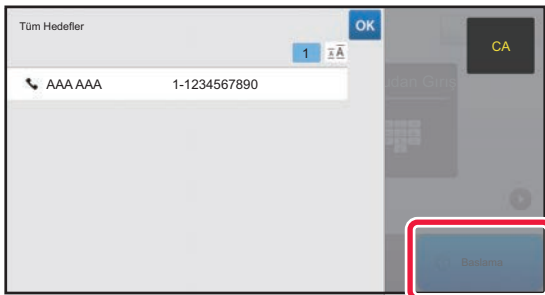 Tüm Hedefler
OK
CA
1
AAA AAA 1-1234567890
Başlama